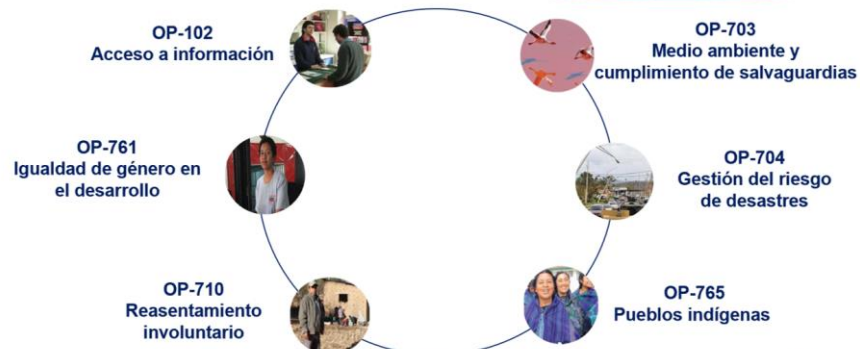 OP-102
Acceso a información
OP-703
Medio ambiente y
cumplimiento de salvaguardias
OP-761
Igualdad de género en
el desarrollo
OP-704
Gestión del riesgo
de desastres
OP-710
Reasentamiento
involuntario
OP-765
Pueblos indígenas